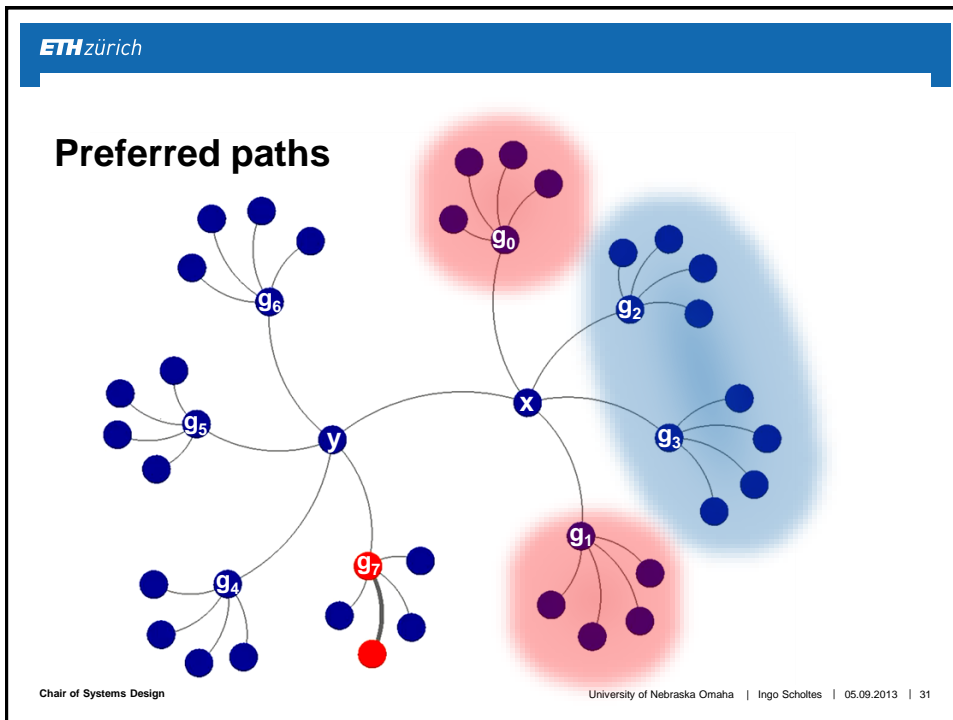 ETH zürich
Preferred paths
g0
g6
g2
x
g5
y
g3
g1
g7
g4
Chair of Systems Design
University of Nebraska Omaha | Ingo Scholtes | 05.09.2013 | 31